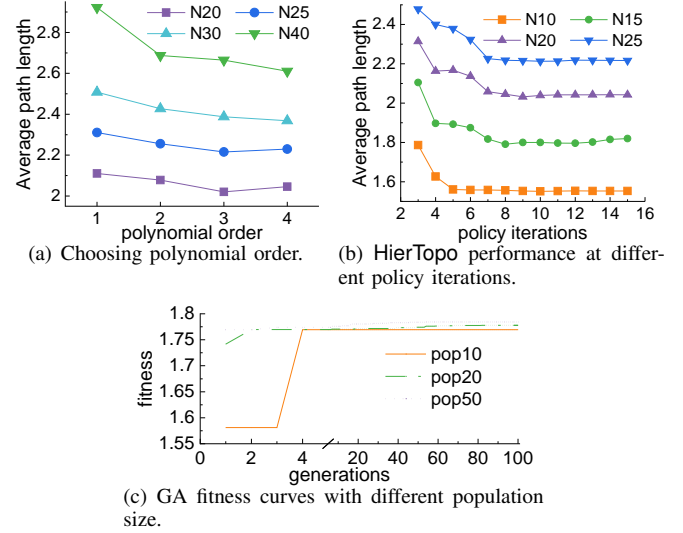 N20 N25
N30 N40
Average path length
2.8
2.6
2.4
2.2
2
1 2 3 4
polynomial order
(a) Choosing polynomial order.
N10 N15
N20 N25
Average path length
2.4
2.2
2.0
1.8
1.6
2 4 6 8 10 12 14 16
policy iterations
(b) HierTopo performance at differ-
ent policy iterations.
fitness
1.8
1.75
1.7
1.65
1.6
1.55
pop10
pop20
pop50
0 2 4 20 40 60 80 100
generations
(c) GA fitness curves with different population
size.